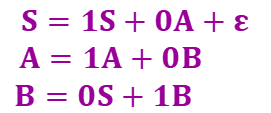 S = 1S + 0A + ε
A = 1A + 0B
B = 0S + 1B